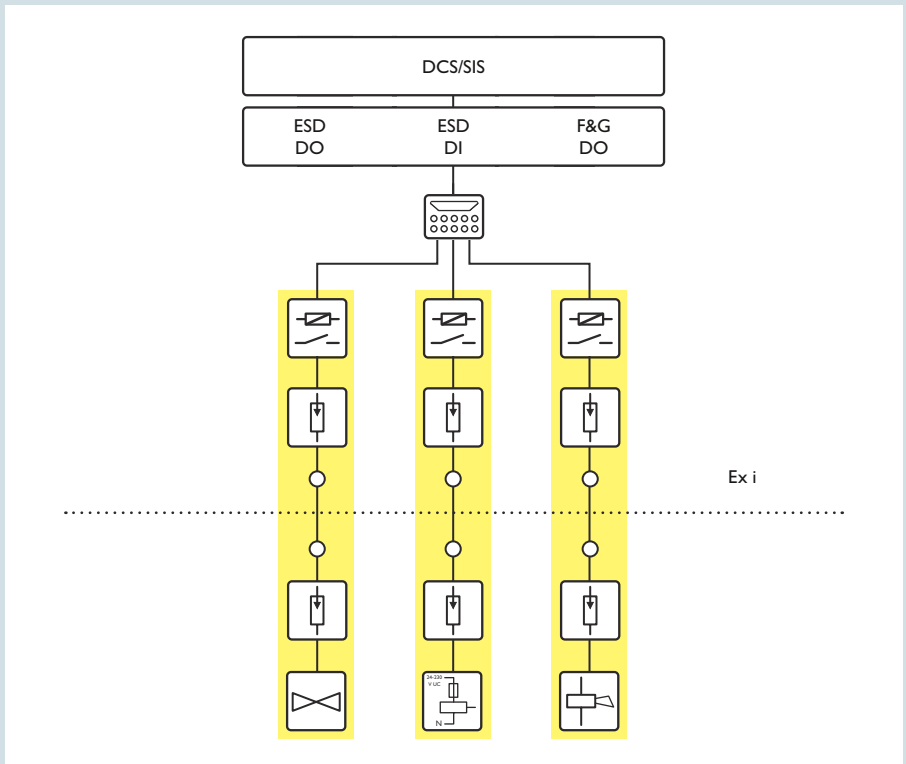 DCS/SIS
ESD ESD F&G
DO DI DO
Ex i
24-230
V UC
N